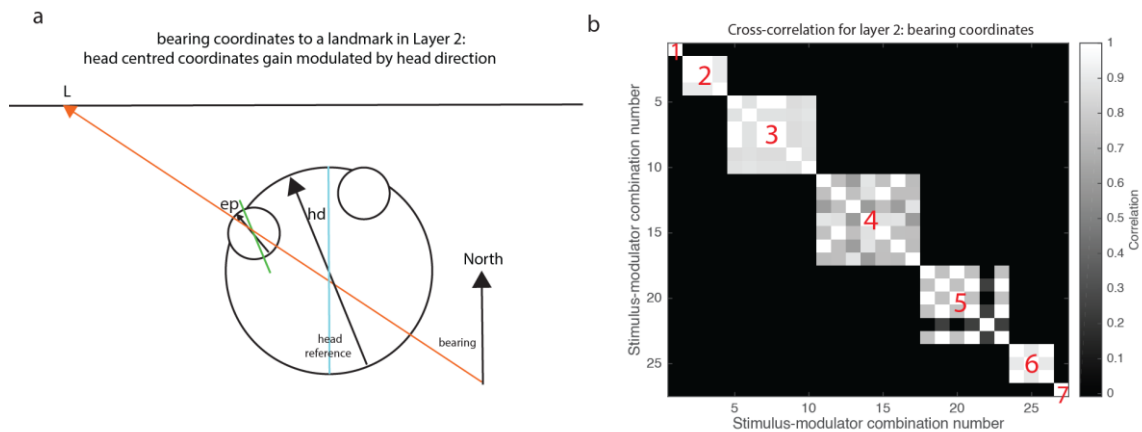 a
bearing coordinates to a landmark in Layer 2:
head centred coordinates gain modulated by head direction
L
ep
hd
North
head
reference
bearing
b
Cross-correlation for layer 2: bearing coordinates
Stimulus-modulator combination number
5
10
15
20
25
1
2
3
4
5
6
7
5
10
15
20
25
Stimulus-modulator combination number
1
0.9
0.8
0.7
0.6
0.5
0.4
0.3
0.2
0.1
0
Correlation